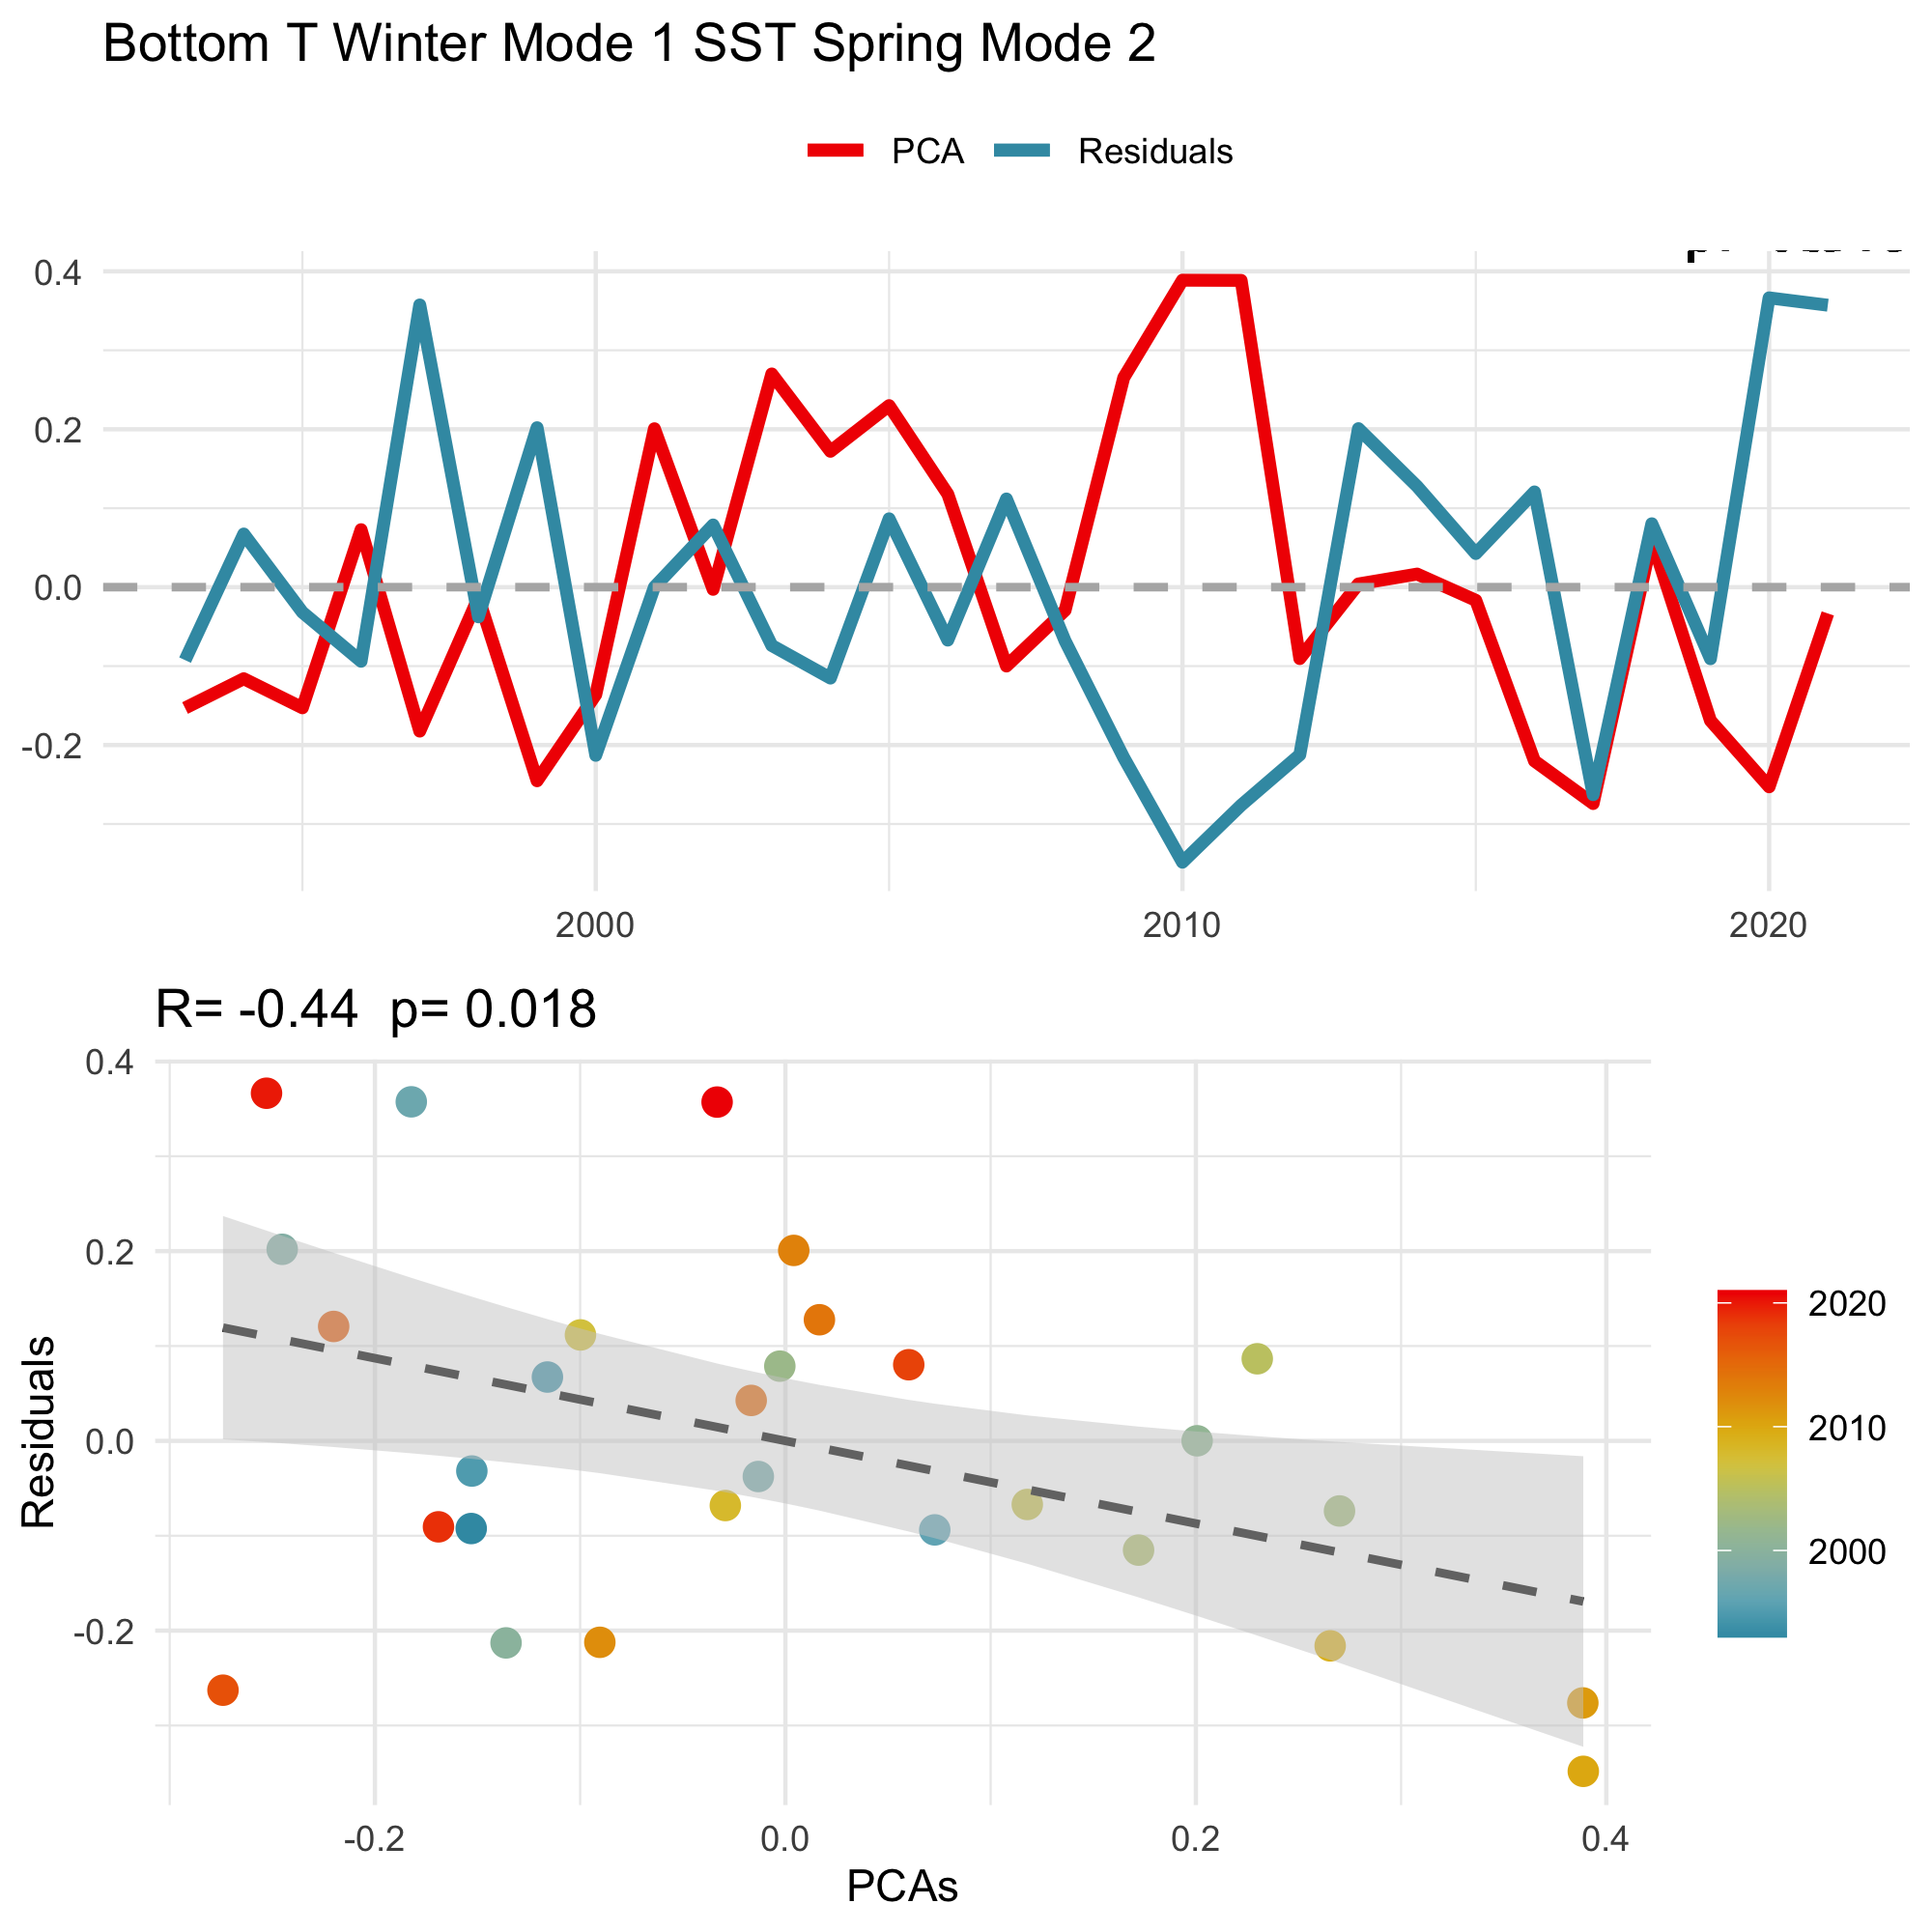 Bottom T Winter Mode 1 SST Spring Mode 2
PCA Residuals
0.4
0.2
0.0
-0.2
2000 2010 2020
R= -0.44 p= 0.018
Residuals
0.4
0.2
0.0
-0.2
-0.2 0.0 0.2 0.4
PCAs
2020
2010
2000